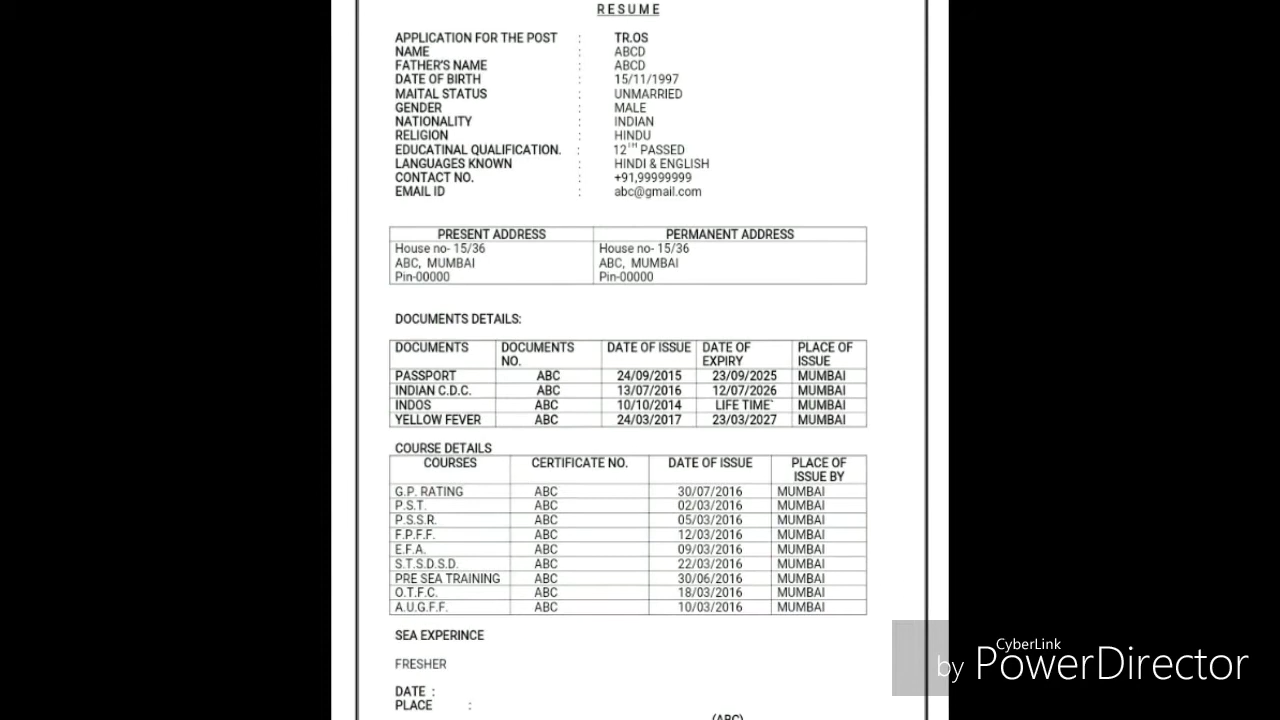 RESUME
APPLICATION FOR THE POST : TR.OS
NAME : ABCD
FATHER'S NAME : ABCD
DATE OF BIRTH : 15/11/1997
MAITAL STATUS : UNMARRIED
GENDER : MALE
NATIONALITY : INDIAN
RELIGION : HINDU
EDUCATINAL QUALIFICATION. : 12TH PASSED
LANGUAGES KNOWN : HINDI & ENGLISH
CONTACT NO. : +91,99999999
EMAIL ID : abc@gmail.com
PRESENT ADDRESS PERMANENT ADDRESS
House no- 15/36 House no- 15/36
ABC, MUMBAI ABC, MUMBAI
Pin-00000 Pin-00000
DOCUMENTS DETAILS:
DOCUMENTS DOCUMENTS NO. DATE OF ISSUE DATE OF EXPIRY PLACE OF ISSUE
PASSPORT ABC 24/09/2015 23/09/2025 MUMBAI
INDIAN C.D.C. ABC 13/07/2016 12/07/2026 MUMBAI
INDOS ABC 10/10/2014 LIFE TIME` MUMBAI
YELLOW FEVER ABC 24/03/2017 23/03/2027 MUMBAI
COURSE DETAILS
COURSES CERTIFICATE NO. DATE OF ISSUE PLACE OF ISSUE BY
G.P. RATING ABC 30/07/2016 MUMBAI
P.S.T. ABC 02/03/2016 MUMBAI
P.S.S.R. ABC 05/03/2016 MUMBAI
F.P.F.F. ABC 12/03/2016 MUMBAI
E.F.A. ABC 09/03/2016 MUMBAI
S.T.S.D.S.D. ABC 22/03/2016 MUMBAI
PRE SEA TRAINING ABC 30/06/2016 MUMBAI
O.T.F.C. ABC 18/03/2016 MUMBAI
A.U.G.F.F. ABC 10/03/2016 MUMBAI
SEA EXPERINCE
FRESHER
DATE :
PLACE :
(ABC)
CyberLink
by PowerDirector